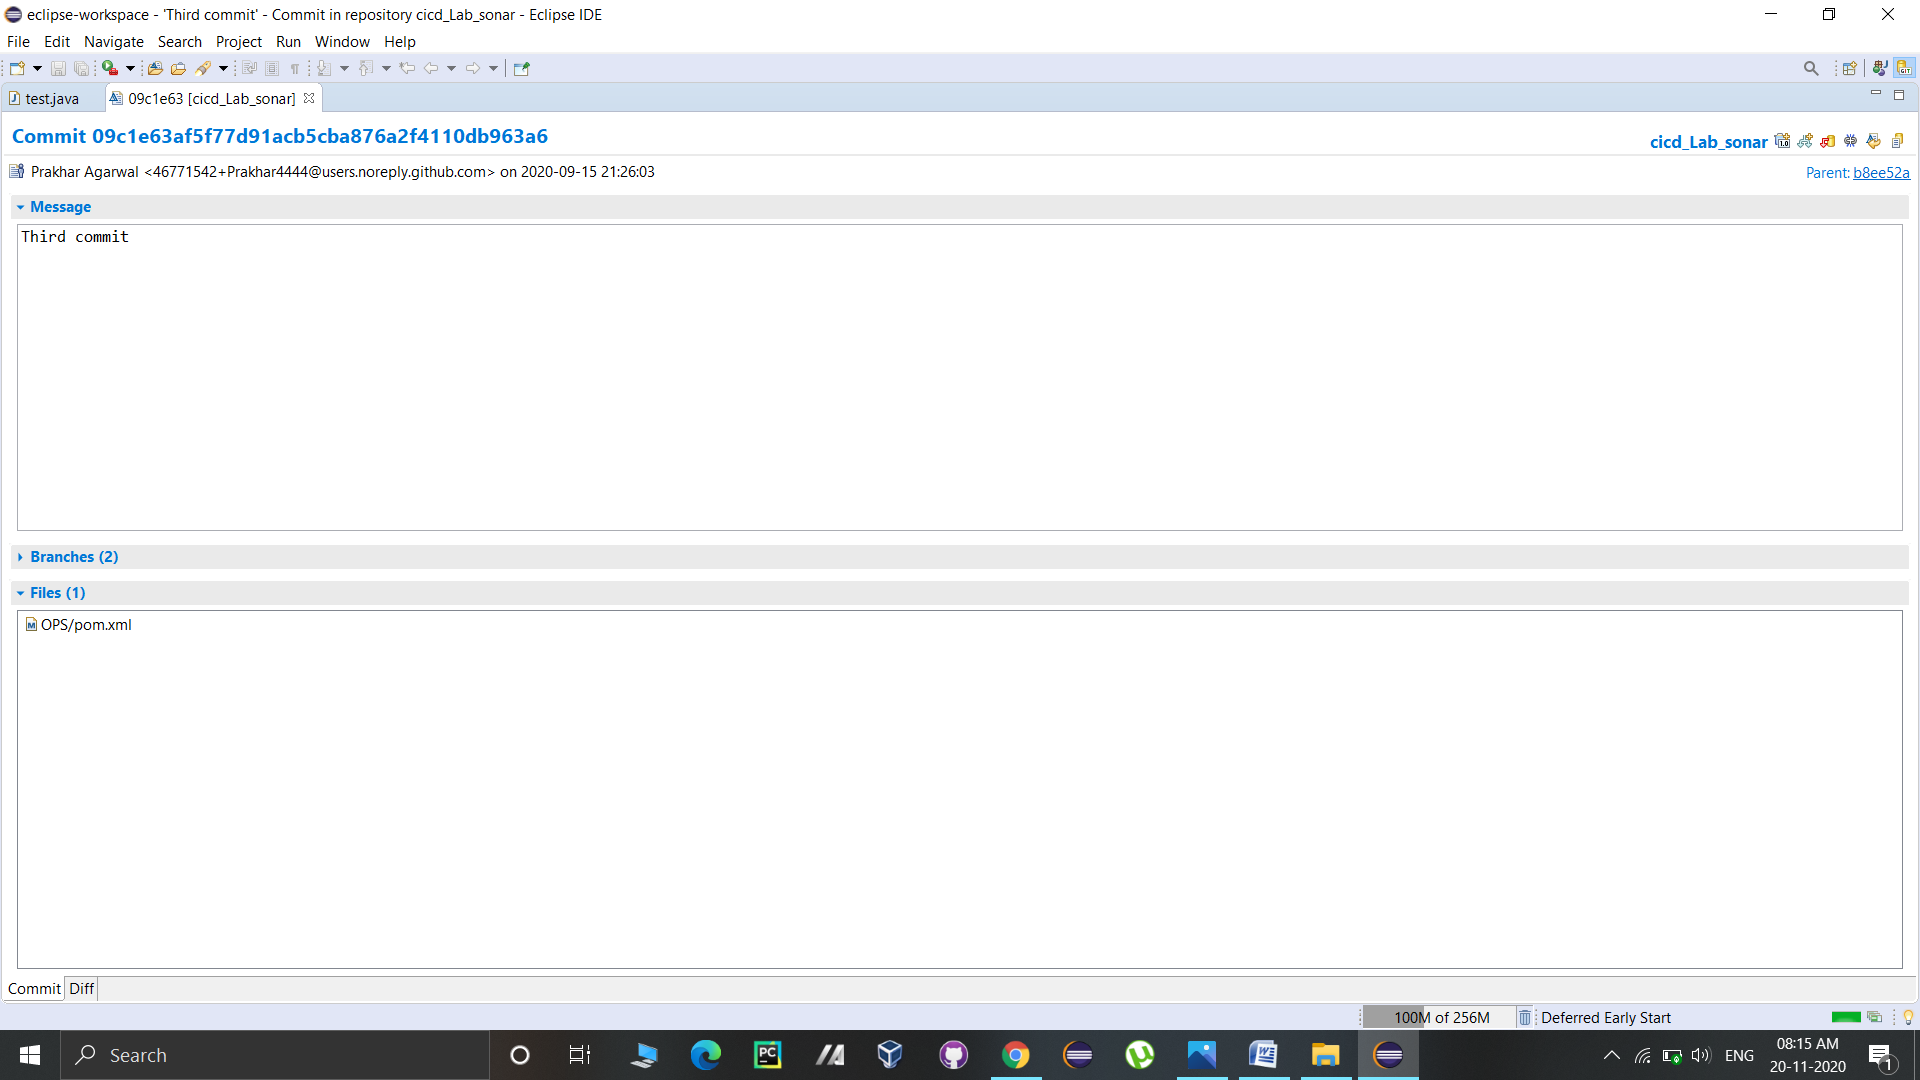 eclipse-workspace - 'Third commit' - Commit in repository cicd_Lab_sonar - Eclipse IDE
File Edit Navigate Search Project Run Window Help
test.java 09c1e63 [cicd_Lab_sonar]
Commit 09c1e63af5f77d91acb5cba876a2f4110db963a6
cicd_Lab_sonar
Prakhar Agarwal <46771542+Prakhar4444@users.noreply.github.com> on 2020-09-15 21:26:03
Parent: b8ee52a
Message
Third commit
Branches (2)
Files (1)
OPS/pom.xml
Commit Diff
100M of 256M Deferred Early Start
Search
ENG
08:15 AM
20-11-2020
1